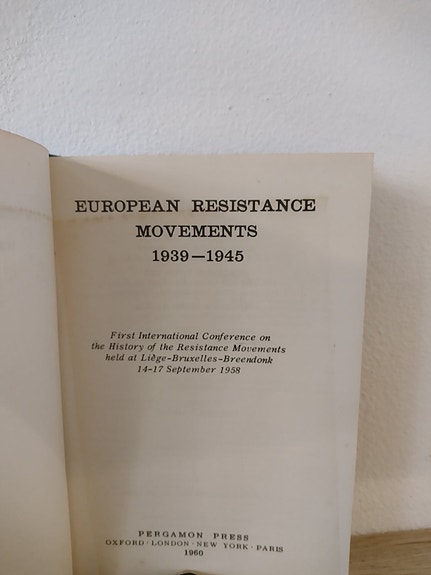 EUROPEAN RESISTANCE
MOVEMENTS
1939—1945
First International Conference on
the History of the Resistance Movements
held at Liège-Bruxelles-Breendonk
14-17 September 1958
PERGAMON PRESS
OXFORD · LONDON · NEW YORK · PARIS
1960